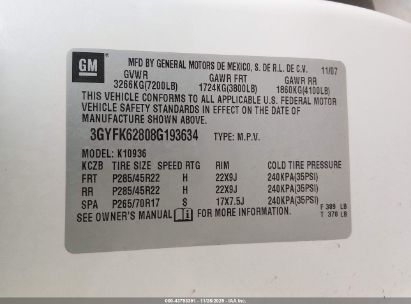 GM
MFD BY GENERAL MOTORS DE MEXICO, S. DE R.L. DE C.V. 11/07
GVWR GAWR FRT GAWR RR
3266KG(7200LB) 1724KG(3800LB) 1860KG(4100LB)
THIS VEHICLE CONFORMS TO ALL APPLICABLE U.S. FEDERAL MOTOR
VEHICLE SAFETY STANDARDS IN EFFECT ON THE DATE OF
MANUFACTURE SHOWN ABOVE.
3GYFK62808G193634 TYPE: M.P.V.
MODEL: K10936
KCZB TIRE SIZE SPEED RTG RIM COLD TIRE PRESSURE
FRT P285/45R22 H 22X9J 240KPA(35PSI)
RR P285/45R22 H 22X9J 240KPA(35PSI)
SPA P265/70R17 S 17X7.5J 240KPA(35PSI)
SEE OWNER'S MANUAL FOR MORE INFORMATION.
F 389 LB
T 370 LB